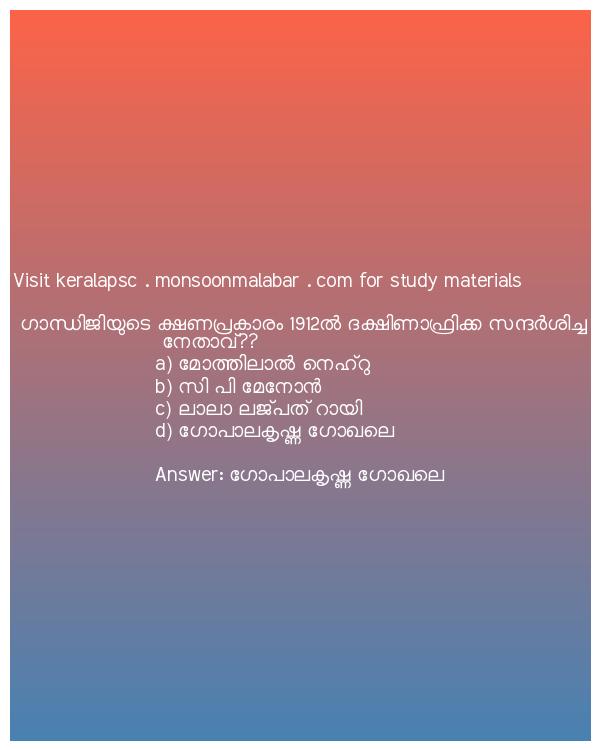 Visit keralapsc . monsoonmalabar . com for study materials
ഗാന്ധിജിയുടെ ക്ഷണപ്രകാരം 1912ൽ ദക്ഷിണാഫ്രിക്ക സന്ദർശിച്ച
നേതാവ്??
a) മോത്തിലാൽ നെഹ്റു
b) സി പി മേനോൻ
c) ലാലാ ലജ്പത് റായി
d) ഗോപാലകൃഷ്ണ ഗോഖലെ
Answer: ഗോപാലകൃഷ്ണ ഗോഖലെ